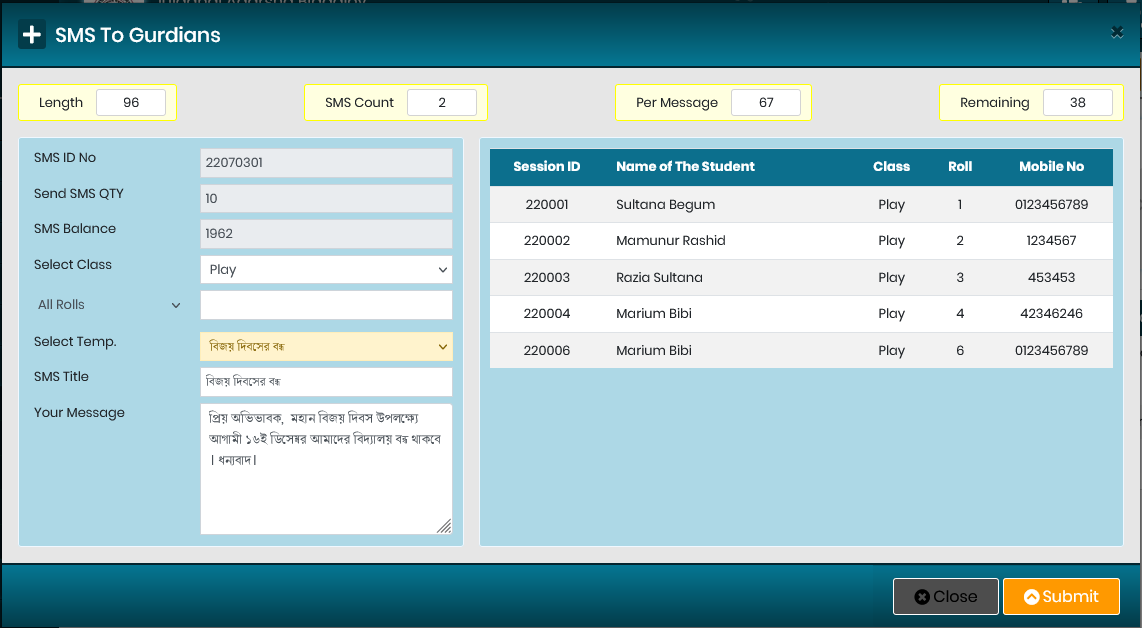 SMS To Gurdians
Length 96 SMS Count 2 Per Message 67 Remaining 38
SMS ID No 22070301
Send SMS QTY 10
SMS Balance 1962
Select Class Play
All Rolls
Select Temp. বিজয় দিবসের বন্ধ
SMS Title বিজয় দিবসের বন্ধ
Your Message
প্রিয় অভিভাবক, মহান বিজয় দিবস উপলক্ষ্যে
আগামী ১৬ই ডিসেম্বর আমাদের বিদ্যালয় বন্ধ থাকবে
। ধন্যবাদ।
Session ID Name of The Student Class Roll Mobile No
220001 Sultana Begum Play 1 0123456789
220002 Mamunur Rashid Play 2 1234567
220003 Razia Sultana Play 3 453453
220004 Marium Bibi Play 4 42346246
220006 Marium Bibi Play 6 0123456789
Close Submit